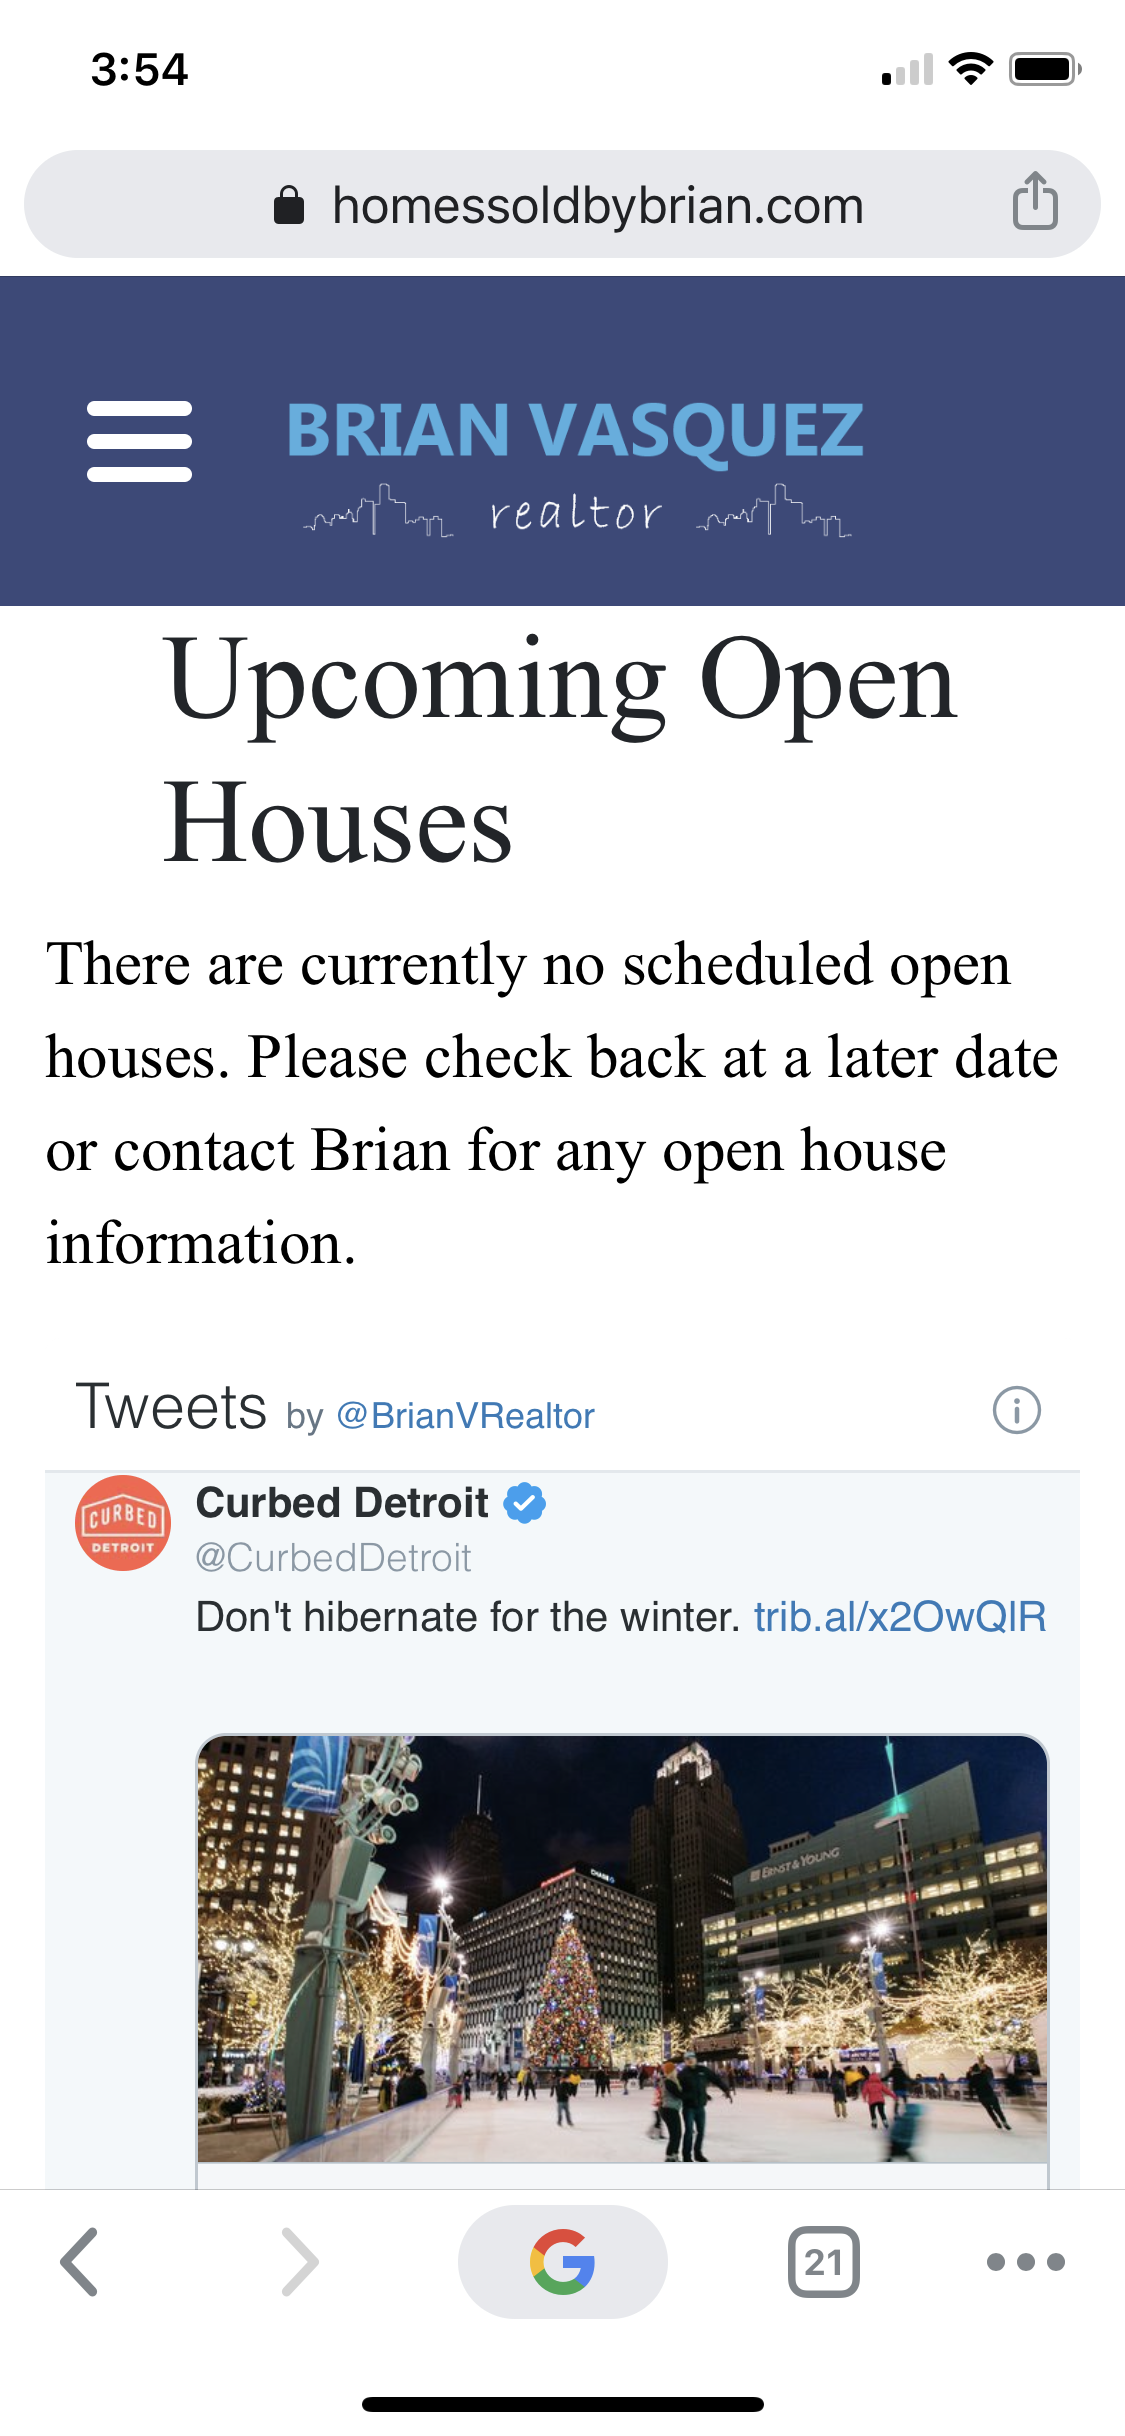 3:54
homessoldbybrian.com
BRIAN VASQUEZ
realtor
Upcoming Open
Houses
There are currently no scheduled open
houses. Please check back at a later date
or contact Brian for any open house
information.
Tweets by @BrianVRealtor
CURBED
DETROIT
Curbed Detroit
@CurbedDetroit
Don't hibernate for the winter. trib.al/x2OwQlR
CHASE
ERNST & YOUNG
21